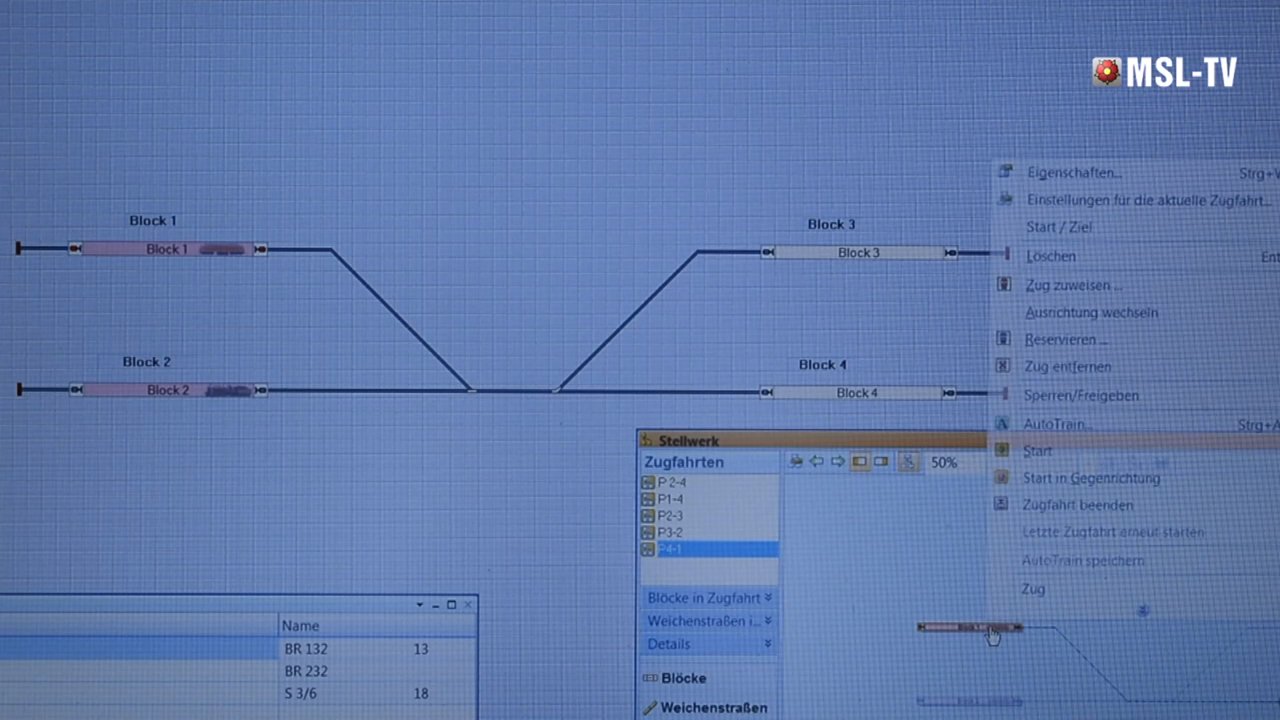 MSL-TV
Block 1
Block 1
Block 2
Block 2
Block 3
Block 3
Block 4
Block 4
Eigenschaften...
Einstellungen für die aktuelle Zugfahrt...
Start / Ziel
Löschen
Zug zuweisen ...
Ausrichtung wechseln
Reservieren ...
Zug entfernen
Sperren/Freigeben
AutoTrain...
Start
Start in Gegenrichtung
Zugfahrt beenden
Letzte Zugfahrt erneut starten
AutoTrain speichern
Zug
Stellwerk
Zugfahrten
50%
P 2-4
P1-4
P2-3
P3-2
P4-1
Blöcke in Zugfahrt
Weichenstraßen i...
Details
Blöcke
Weichenstraßen
Name
BR 132 13
BR 232
S 3/6 18